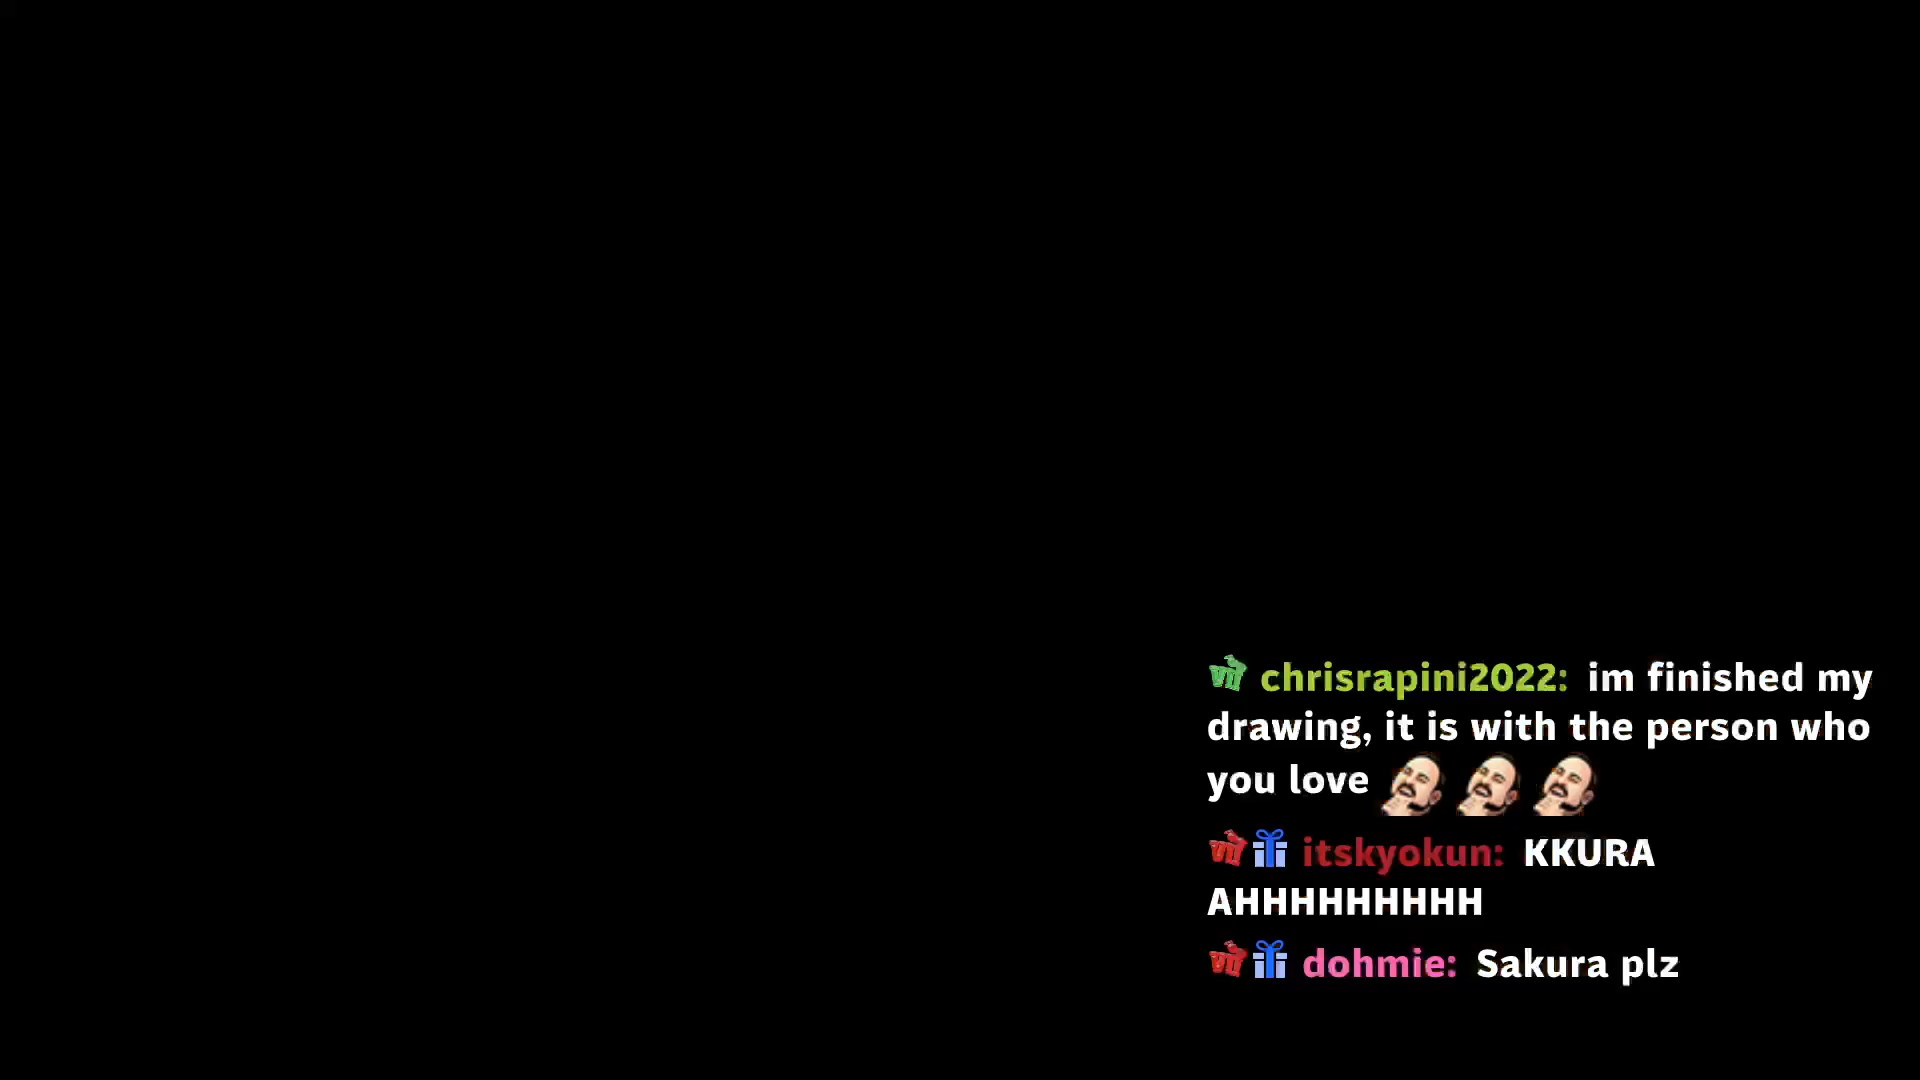 chrisrapini2022: im finished my
drawing, it is with the person who
you love
itskyokun: KKURA
AHHHHHHHHH
dohmie: Sakura plz